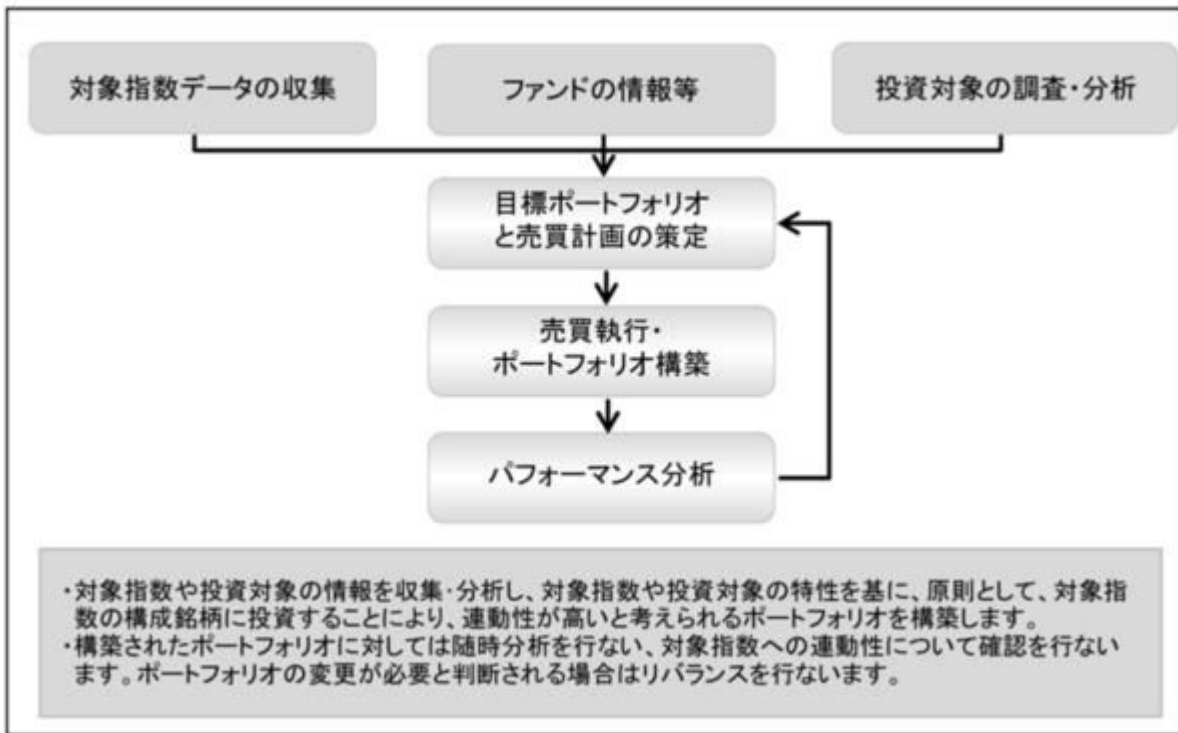 対象指数データの収集
ファンドの情報等
投資対象の調査・分析
目標ポートフォリオ
と売買計画の策定
売買執行・
ポートフォリオ構築
パフォーマンス分析
・対象指数や投資対象の情報を収集・分析し、対象指数や投資対象の特性を基に、原則として、対象指
数の構成銘柄に投資することにより、連動性が高いと考えられるポートフォリオを構築します。
・構築されたポートフォリオに対しては随時分析を行ない、対象指数への連動性について確認を行ない
ます。ポートフォリオの変更が必要と判断される場合はリバランスを行ないます。